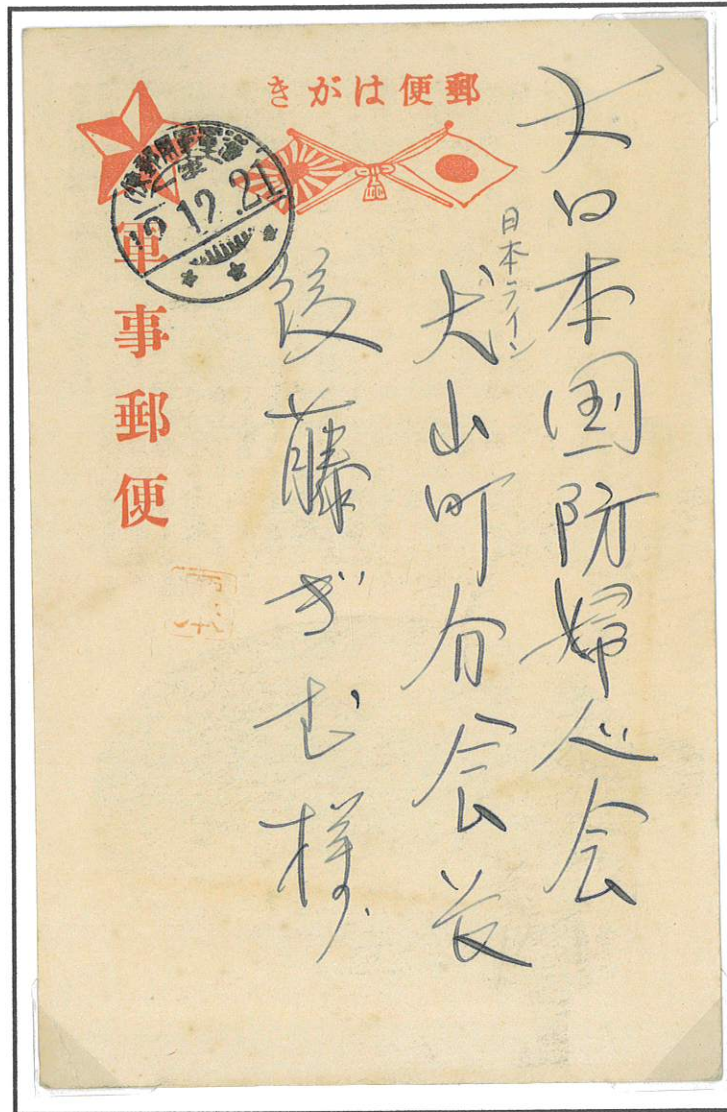 郵便はがき
軍事郵便
12.12.21
大日本国防婦人会
日本ライン
犬山町分会長
後藤ぎむ様